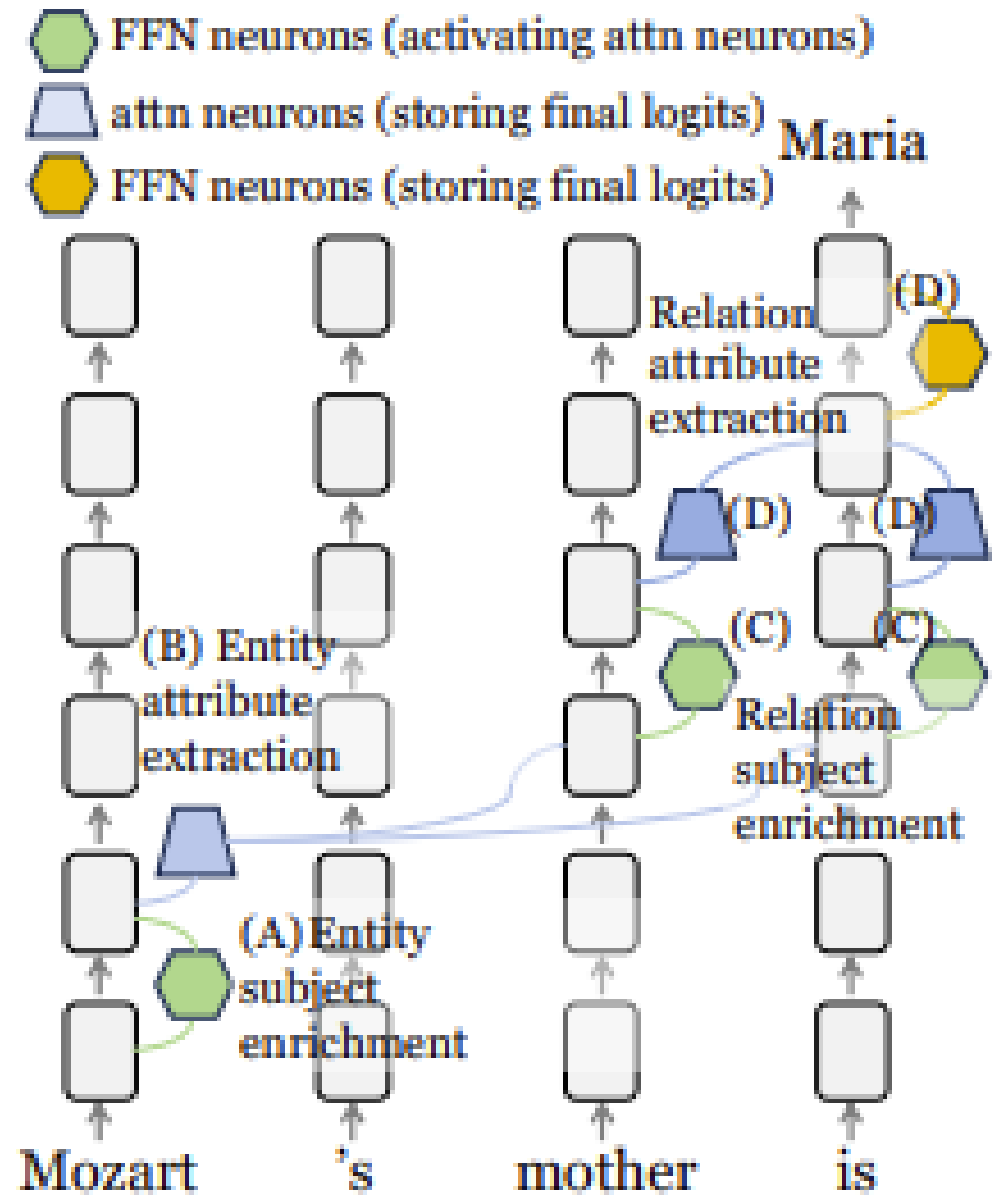 FFN neurons (activating attn neurons)
attn neurons (storing final logits)
Maria
FFN neurons (storing final logits)
(D)
Relation
attribute
extraction
(D)
(D)
(C)
(C)
(B) Entity
attribute
extraction
Relation
subject
enrichment
(A) Entity
subject
enrichment
Mozart
's
mother
is